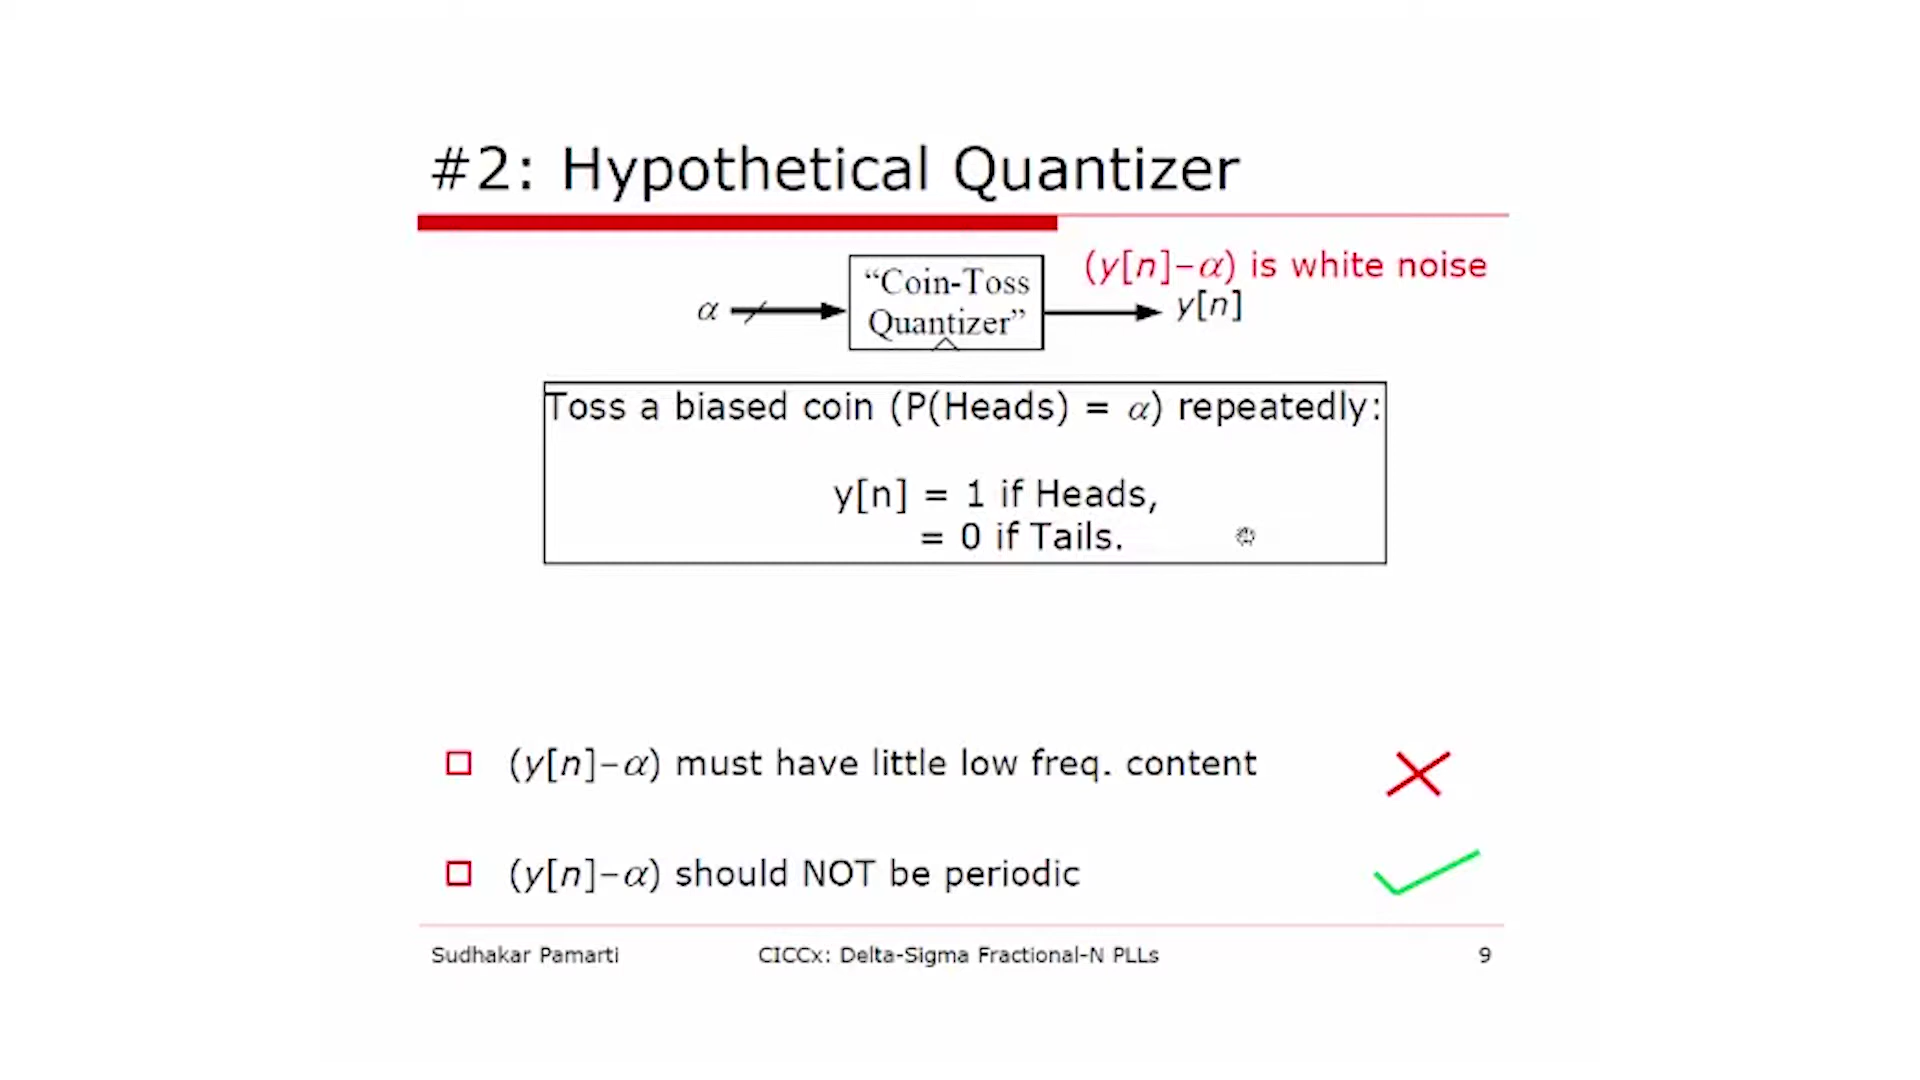 #2: Hypothetical Quantizer
(y[n]−α) is white noise
α
“Coin-Toss
Quantizer”
y[n]
Toss a biased coin (P(Heads) = α) repeatedly:
y[n] = 1 if Heads,
= 0 if Tails.
(y[n]−α) must have little low freq. content
(y[n]−α) should NOT be periodic
Sudhakar Pamarti
CICCx: Delta-Sigma Fractional-N PLLs
9